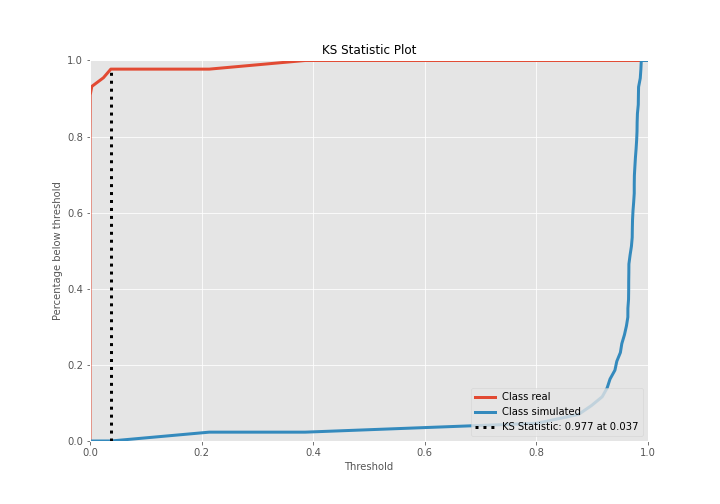 KS Statistic Plot
1.0
0.8
0.6
0.4
0.2
0.0
Percentage below threshold
Class real
Class simulated
KS Statistic: 0.977 at 0.037
0.0 0.2 0.4 0.6 0.8 1.0
Threshold